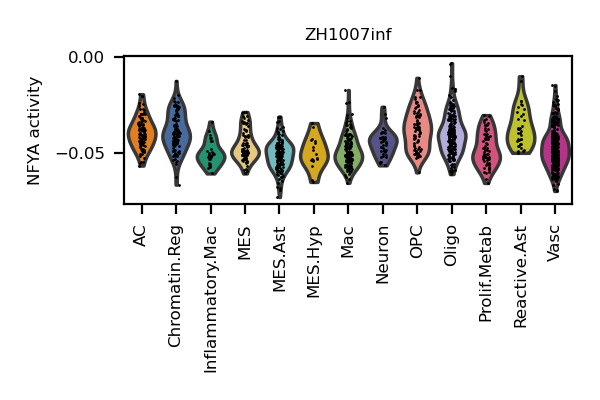 ZH1007inf
NFYA activity
0.00
−0.05
AC
Chromatin.Reg
Inflammatory.Mac
MES
MES.Ast
MES.Hyp
Mac
Neuron
OPC
Oligo
Prolif.Metab
Reactive.Ast
Vasc